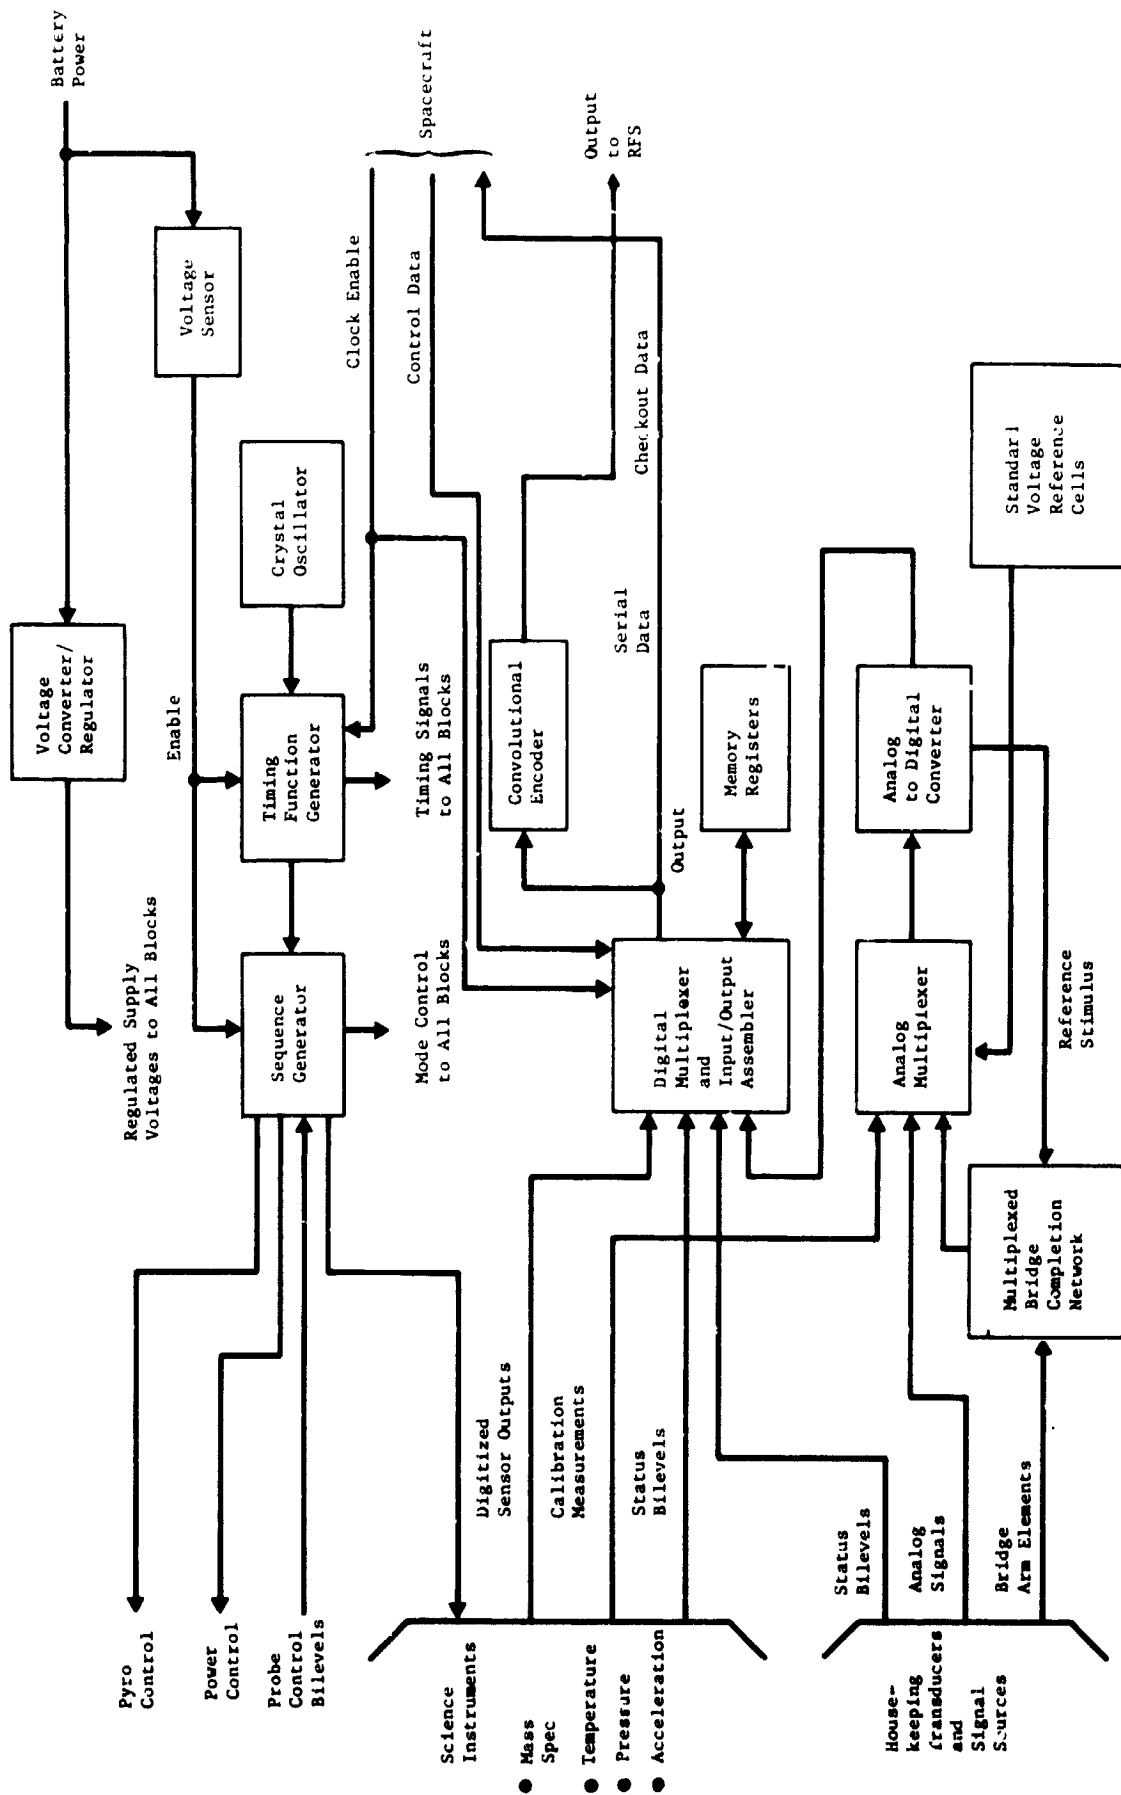 Battery
Power
Voltage
Sensor
Voltage
Converter/
Regulator
Enable
Regulated Supply
Voltages to All Blocks
Crystal
Oscillator
Timing
Function
Generator
Sequence
Generator
Timing Signals
to All Blocks
Mode Control
to All Blocks
Pyro
Control
Power
Control
Probe
Control
Bilevels
Spacecraft
Clock Enable
Control Data
Checkout Data
Output
to
RFS
Convolutional
Encoder
Serial
Data
Output
Memory
Registers
Digital
Multiplexer
and
Input/Output
Assembler
Science
Instruments
● Mass
Spec
● Temperature
● Pressure
● Acceleration
Digitized
Sensor Outputs
Calibration
Measurements
Status
Bilevels
Analog
to Digital
Converter
Analog
Multiplexer
Standard
Voltage
Reference
Cells
Reference
Stimulus
Multiplexed
Bridge
Completion
Network
Status
Bilevels
Analog
Signals
Bridge
Arm Elements
House-
keeping
Transducers
and
Signal
Sources